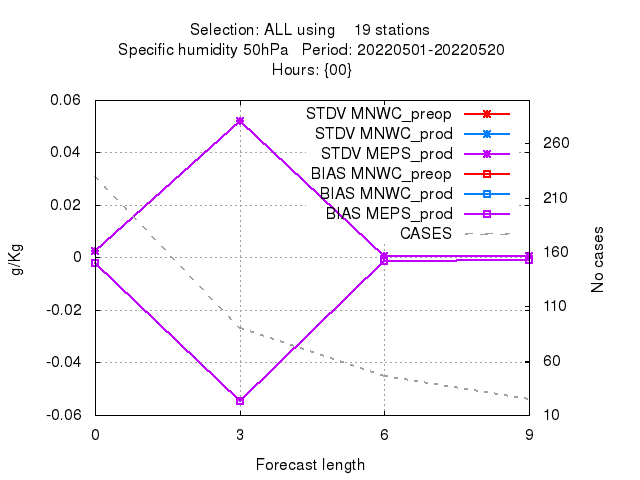 Selection: ALL using 19 stations
Specific humidity 50hPa Period: 20220501-20220520
Hours: {00}
0.06
0.04
0.02
0
-0.02
-0.04
-0.06
g/Kg
STDV MNWC_preop
STDV MNWC_prod
STDV MEPS_prod
BIAS MNWC_preop
BIAS MNWC_prod
BIAS MEPS_prod
CASES
260
210
160
110
60
10
No cases
0 3 6 9
Forecast length